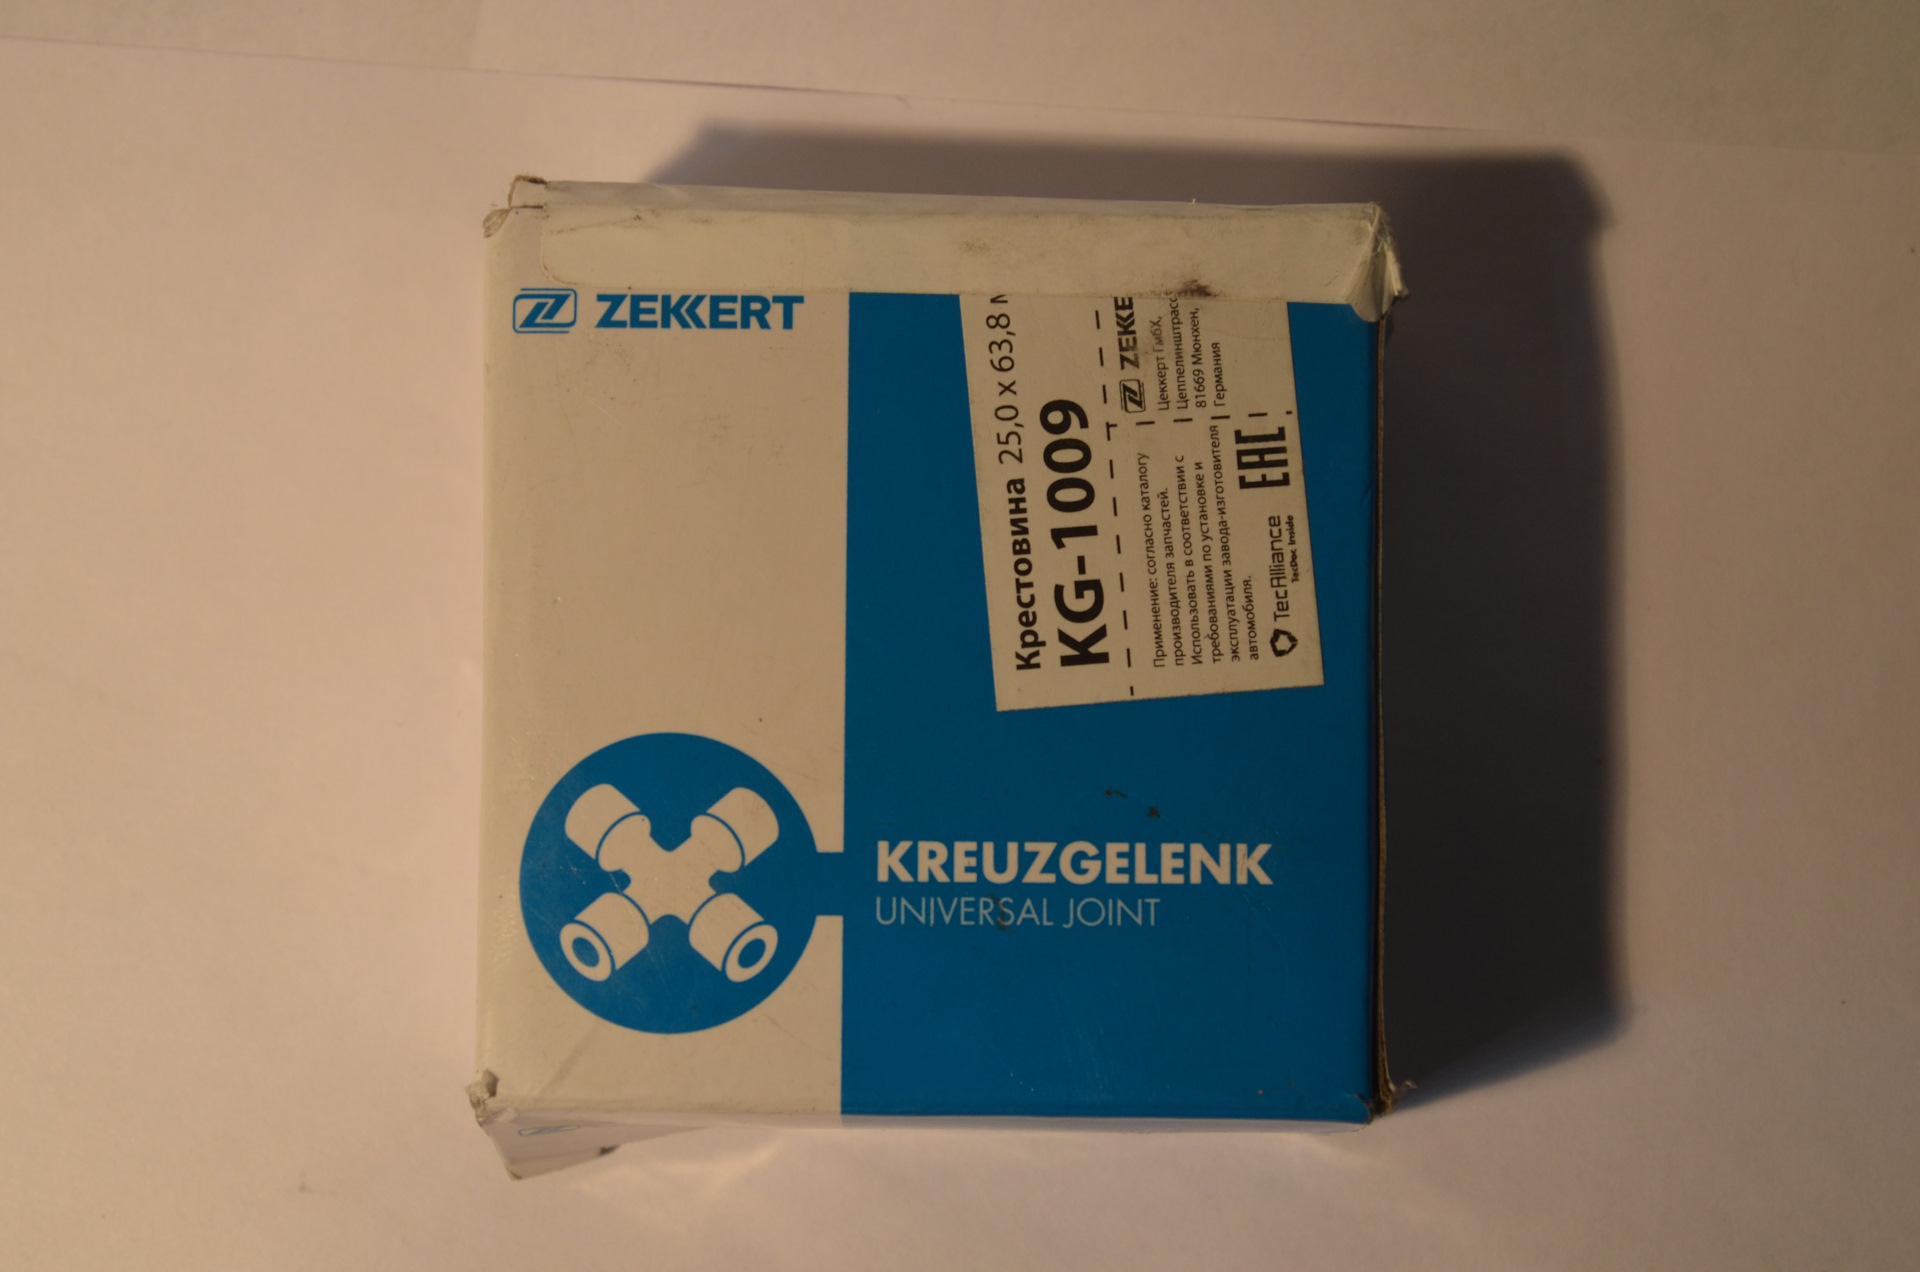 ZEKKERT
Крестовина 25,0 x 63,8
KG-1009
Применение: согласно каталогу
производителя запчастей.
Использовать в соответствии с
требованиями по установке и
эксплуатации завода-изготовителя
автомобиля.
ZEKKE
Цеккерт ГмбХ,
Цеппелинштрасс
81669 Мюнхен,
Германия
TecAlliance
TecDoc Inside
EAC
KREUZGELENK
UNIVERSAL JOINT